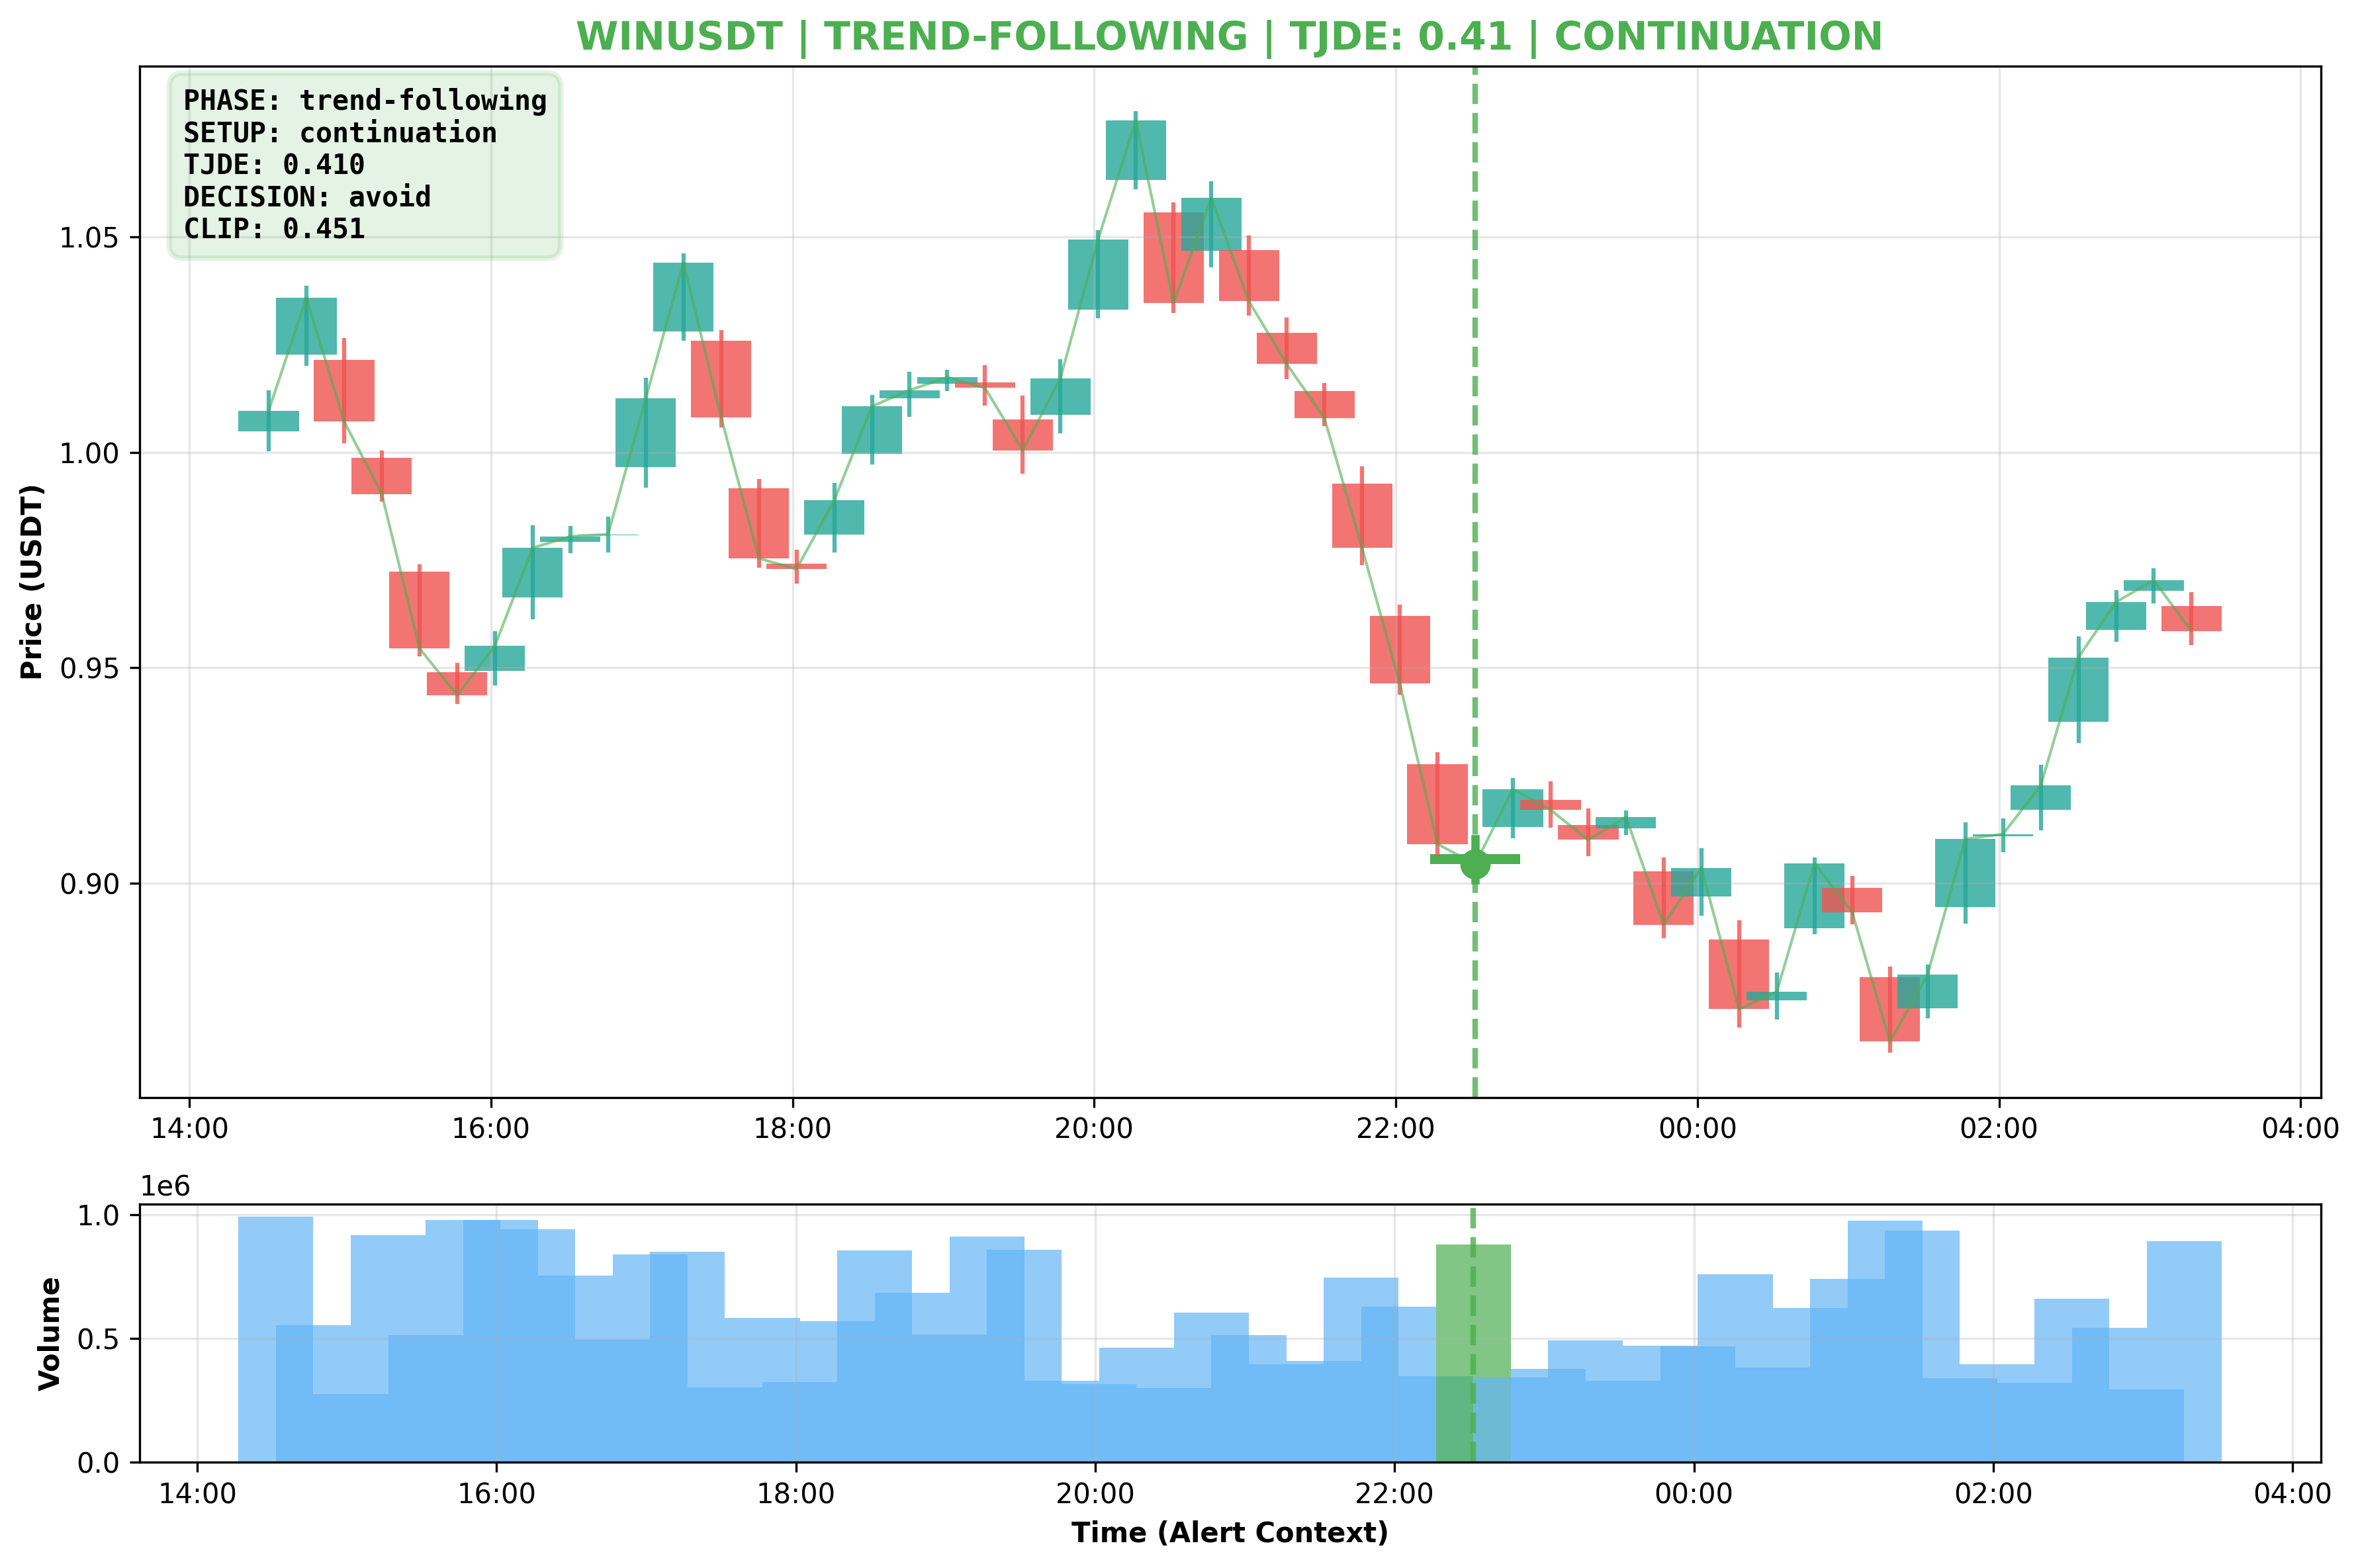 WINUSDT | TREND-FOLLOWING | TJDE: 0.41 | CONTINUATION
PHASE: trend-following
SETUP: continuation
TJDE: 0.410
DECISION: avoid
CLIP: 0.451
Price (USDT)
1.05
1.00
0.95
0.90
14:00 16:00 18:00 20:00 22:00 00:00 02:00 04:00
1e6
Volume
1.0
0.5
0.0
14:00 16:00 18:00 20:00 22:00 00:00 02:00 04:00
Time (Alert Context)